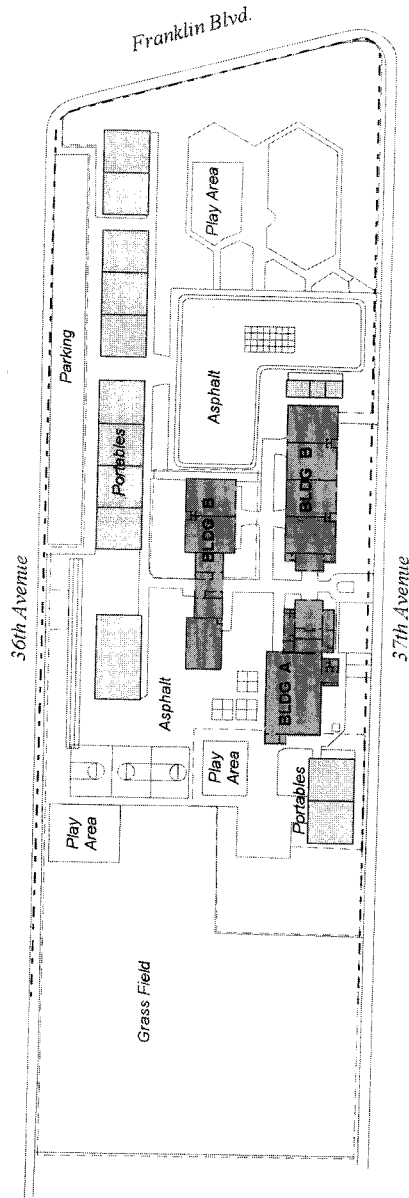 Franklin Blvd.
Play Area
Parking
Asphalt
Portables
BLDG B
BLDG B
36th Avenue
37th Avenue
Asphalt
BLDG A
Play
Area
Portables
Play
Area
Grass Field